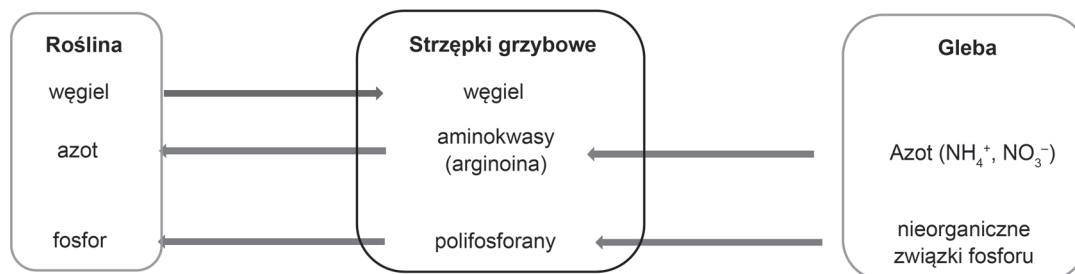 Roślina
węgiel
azot
fosfor
Strzępki grzybowe
węgiel
aminokwasy
(arginoina)
polifosforany
Gleba
Azot (NH₄⁺, NO₃⁻)
nieorganiczne
związki fosforu